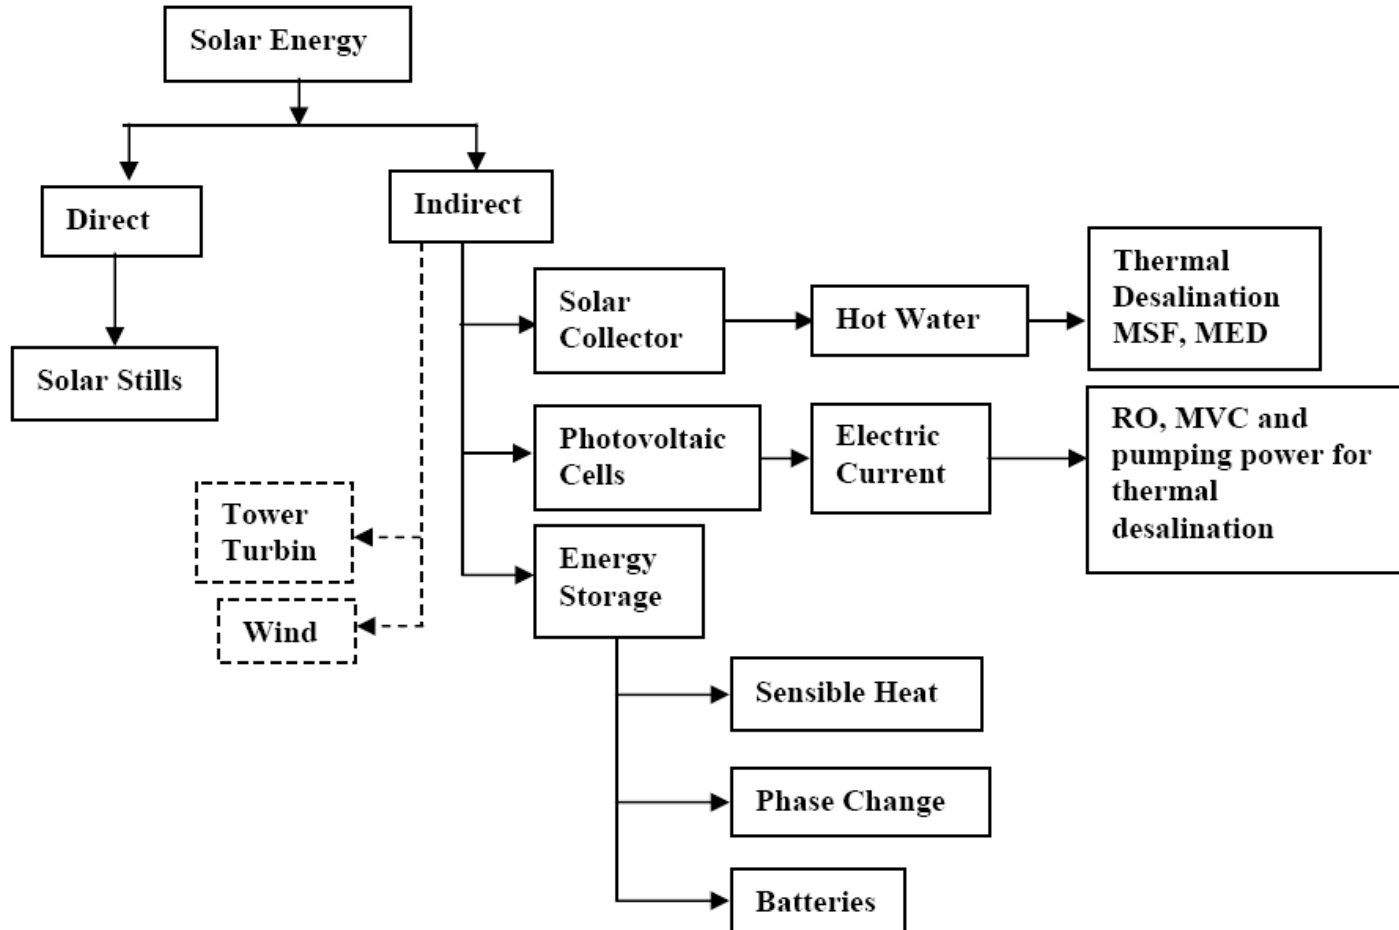 Solar Energy
Direct
Indirect
Solar Stills
Solar
Collector
Hot Water
Thermal
Desalination
MSF, MED
Photovoltaic
Cells
Electric
Current
RO, MVC and
pumping power for
thermal
desalination
Tower
Turbin
Wind
Energy
Storage
Sensible Heat
Phase Change
Batteries